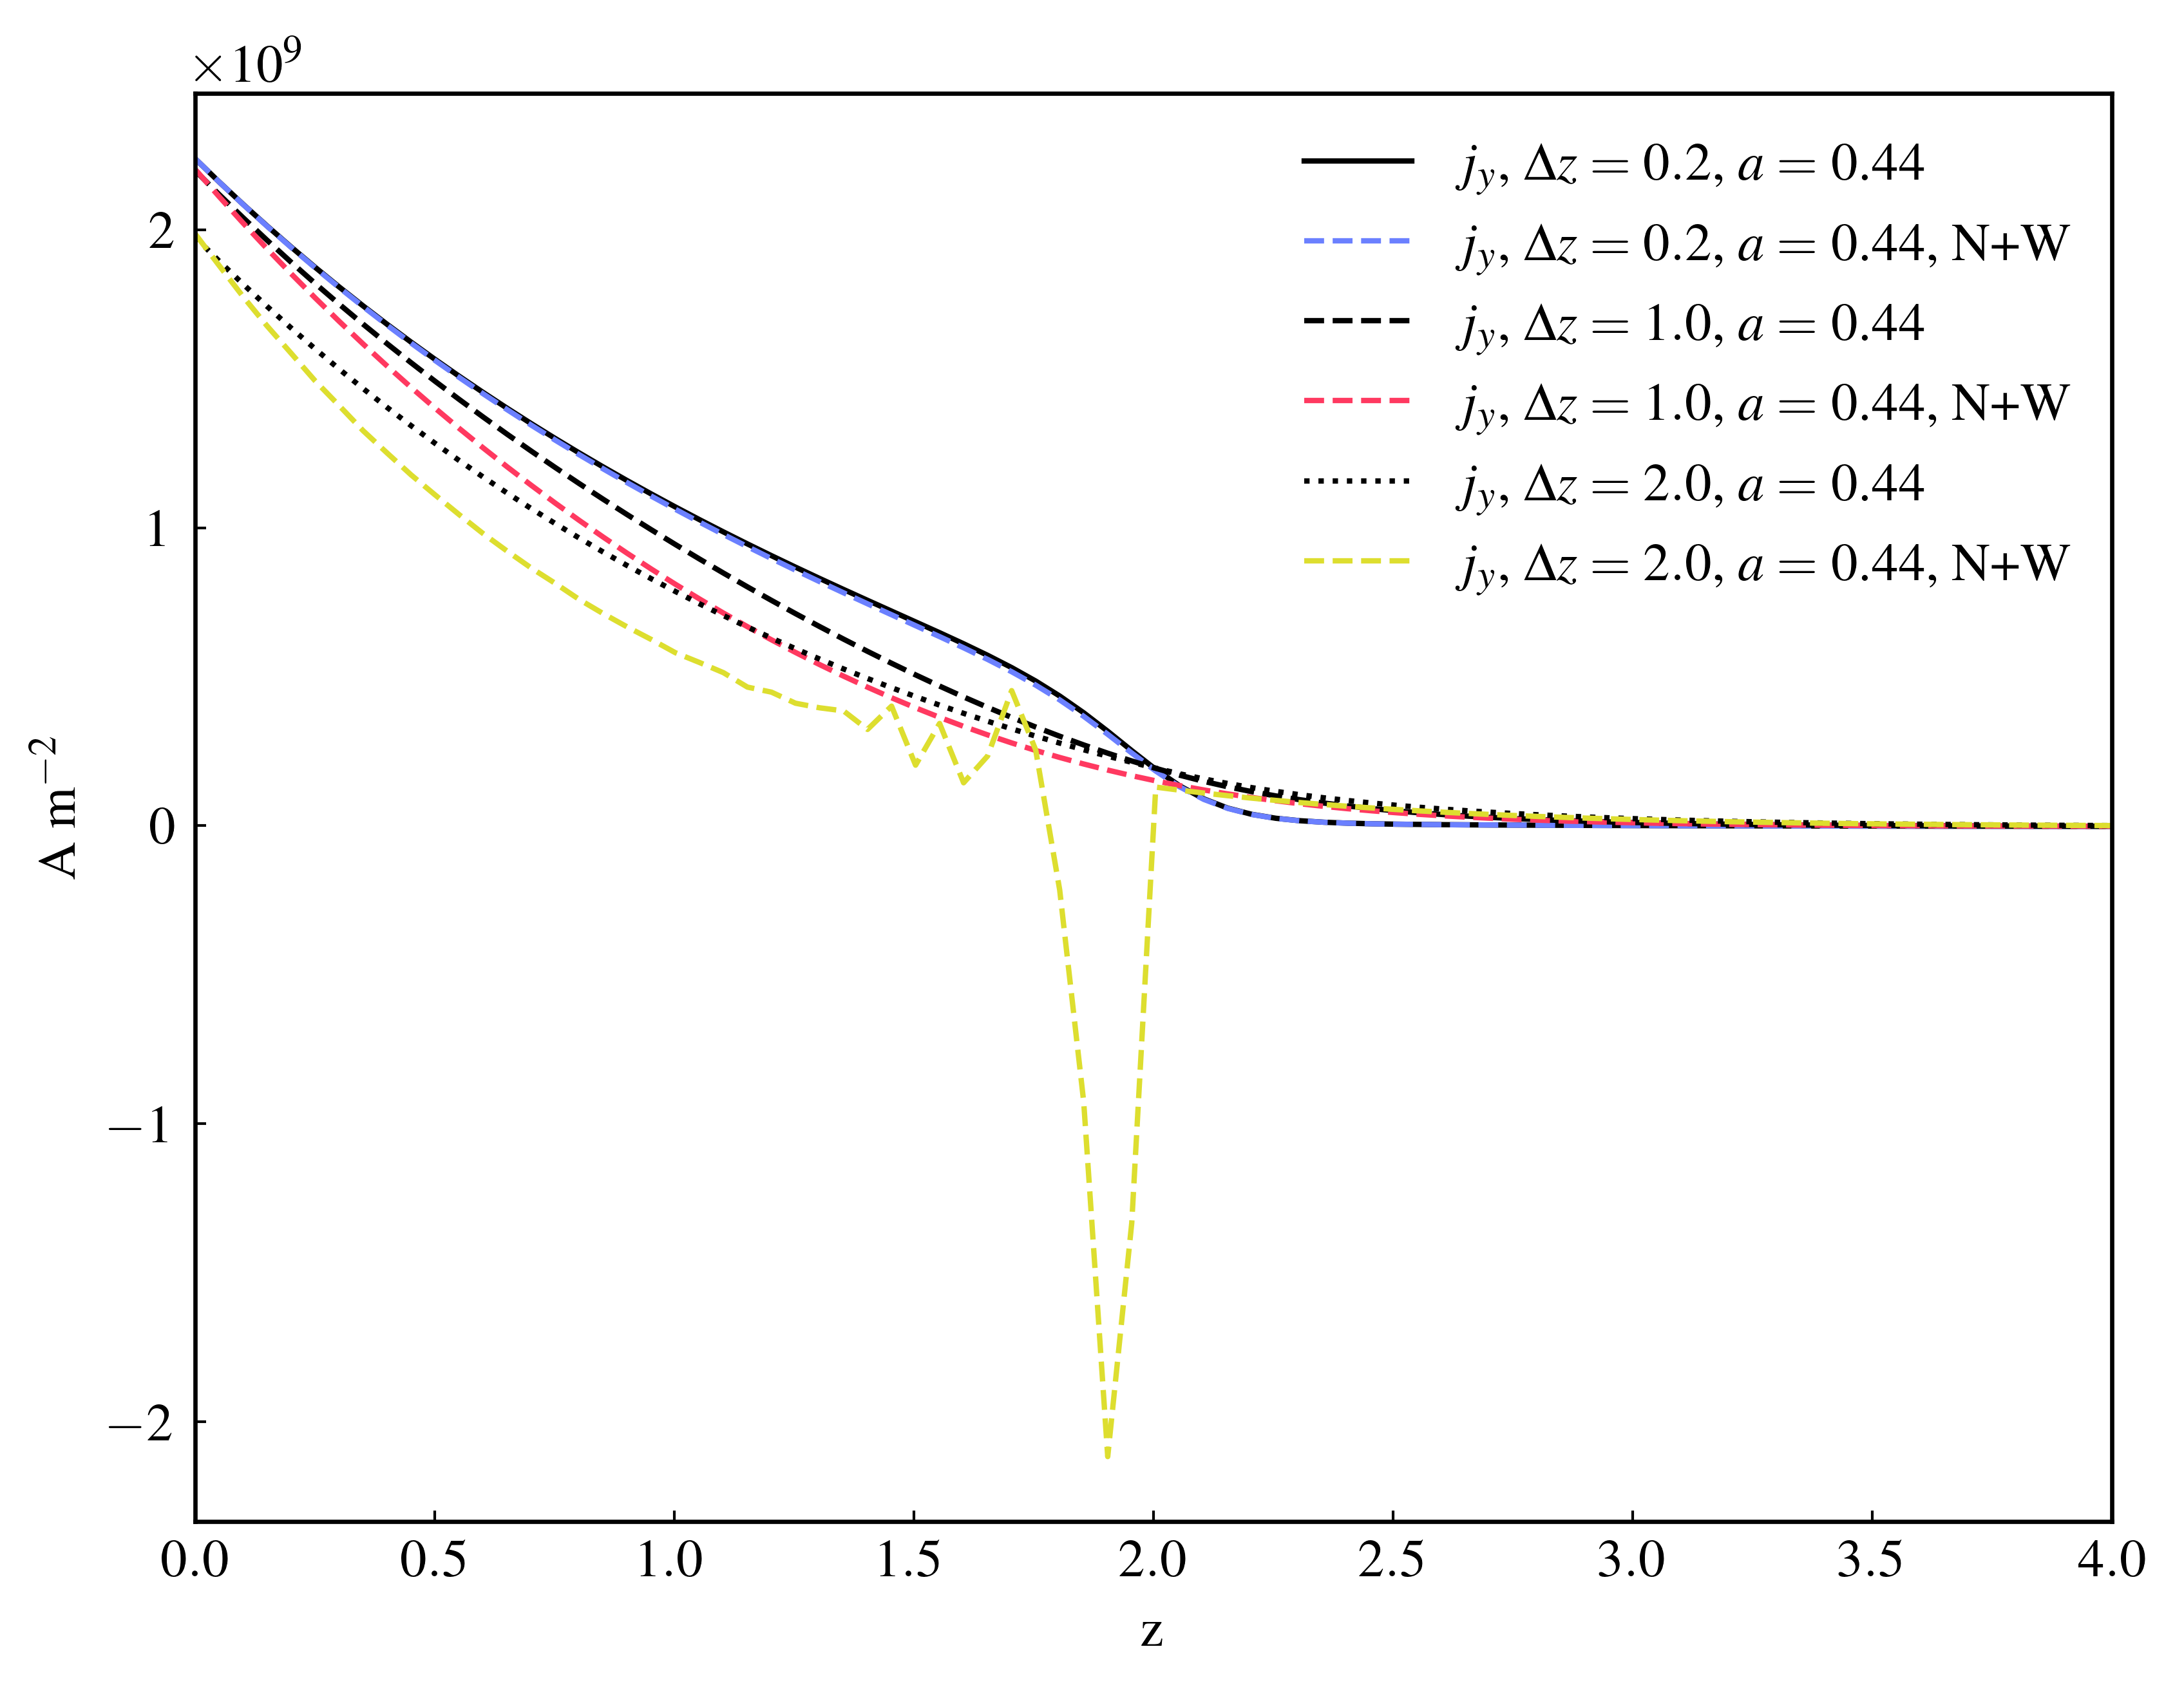 ×10⁹
j_y, Δz = 0.2, a = 0.44
j_y, Δz = 0.2, a = 0.44, N+W
j_y, Δz = 1.0, a = 0.44
j_y, Δz = 1.0, a = 0.44, N+W
j_y, Δz = 2.0, a = 0.44
j_y, Δz = 2.0, a = 0.44, N+W
2
1
0
−1
−2
A m⁻²
0.0 0.5 1.0 1.5 2.0 2.5 3.0 3.5 4.0
z